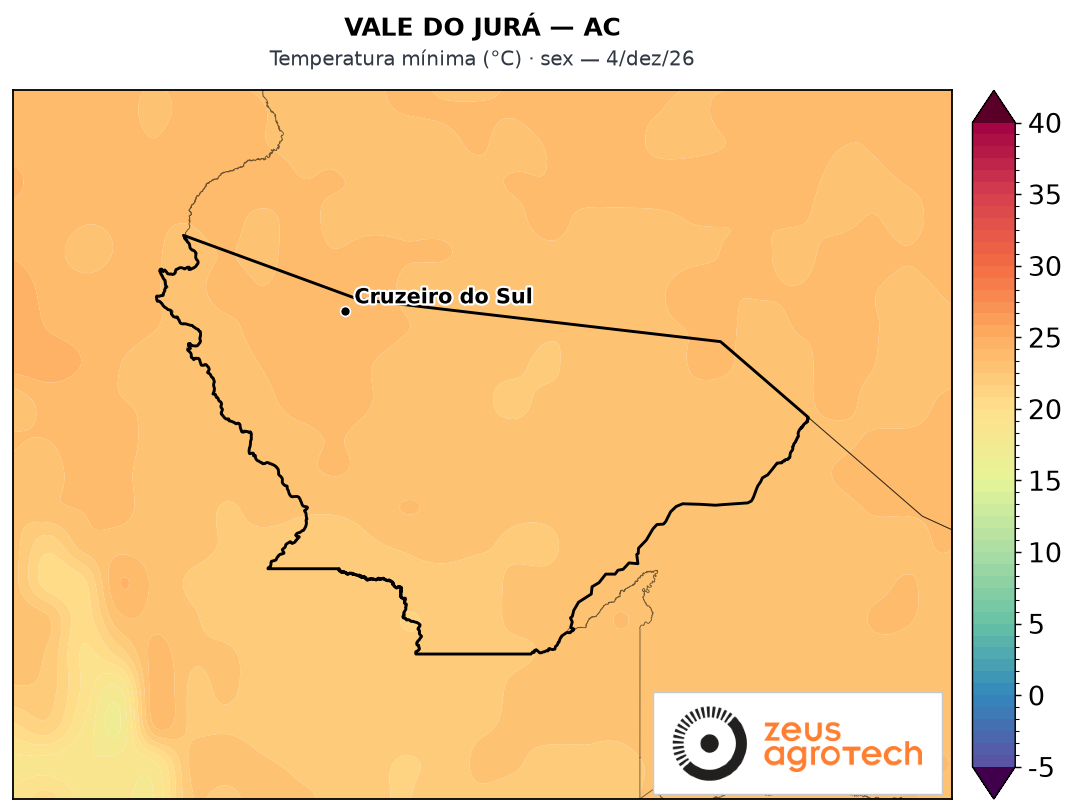 VALE DO JURÁ — AC
Temperatura mínima (°C) · sex — 4/dez/26
Cruzeiro do Sul
40
35
30
25
20
15
10
5
0
-5
zeus
agrotech